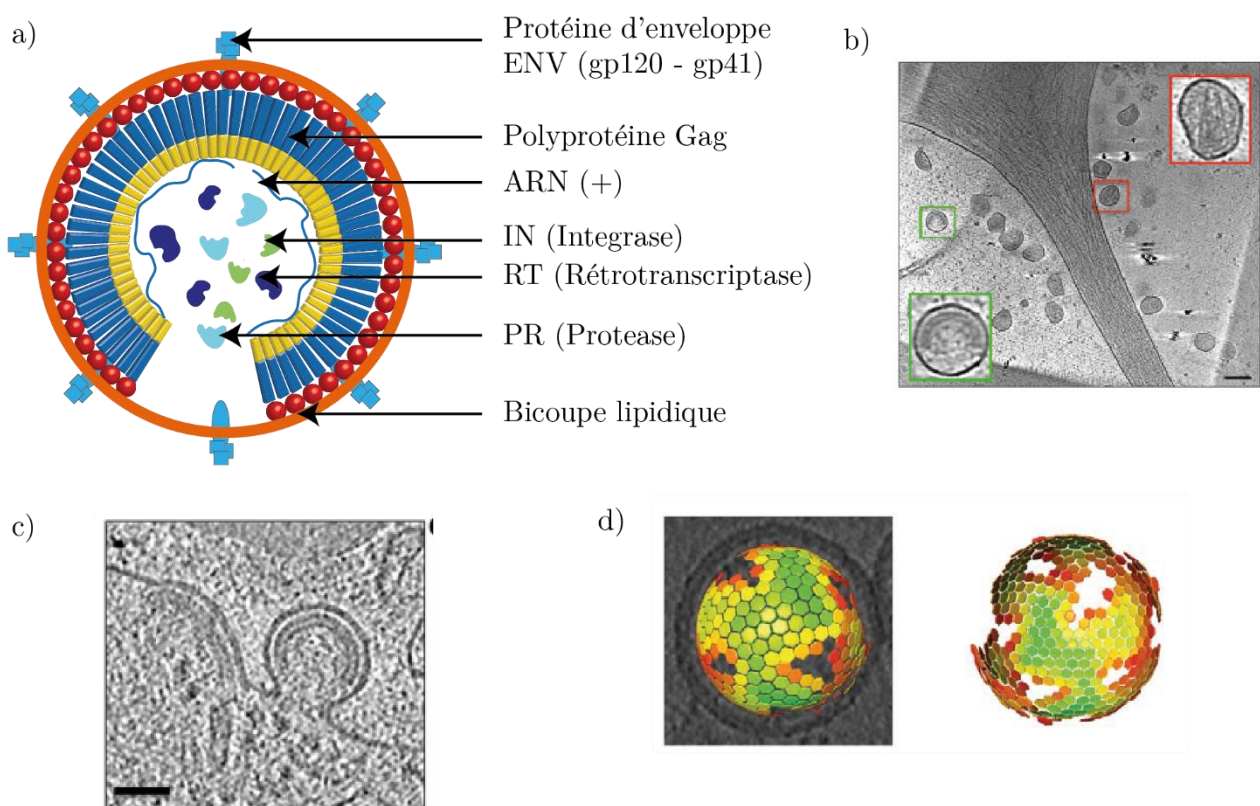 a)
Protéine d'enveloppe
ENV (gp120 - gp41)
Polyprotéine Gag
ARN (+)
IN (Integrase)
RT (Rétrotranscriptase)
PR (Protease)
Bicoupe lipidique
b)
c)
d)